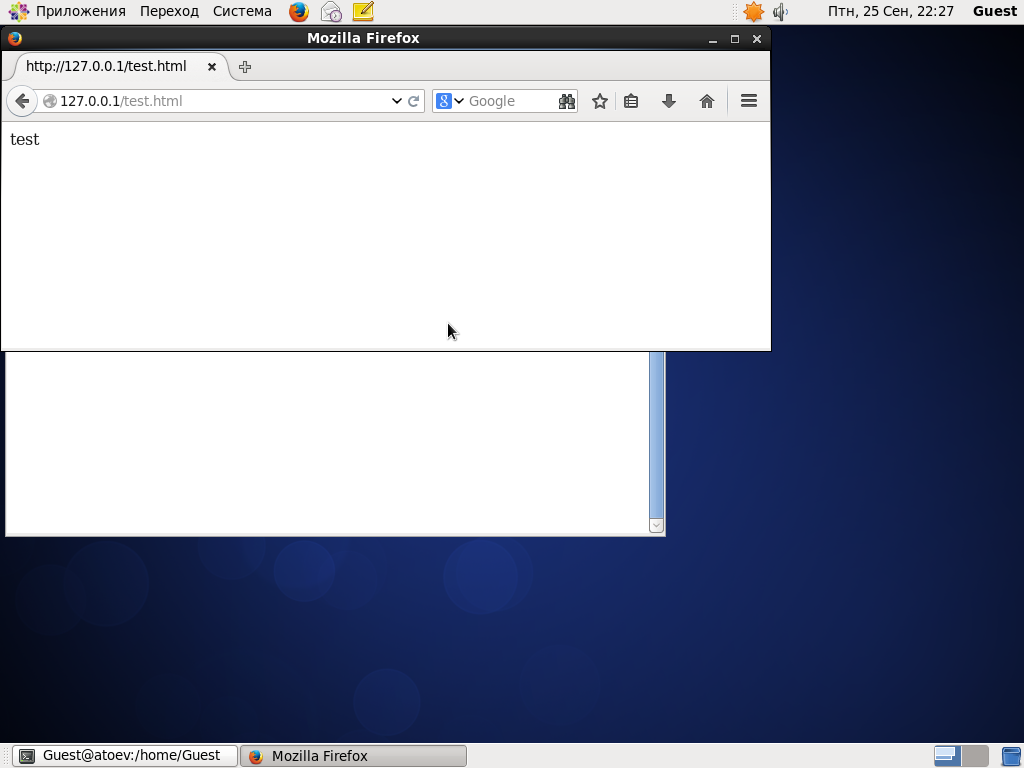 Приложения Переход Система Птн, 25 Сен, 22:27 Guest
Mozilla Firefox
http://127.0.0.1/test.html
127.0.0.1/test.html 8 Google
test
Guest@atoev:/home/Guest Mozilla Firefox